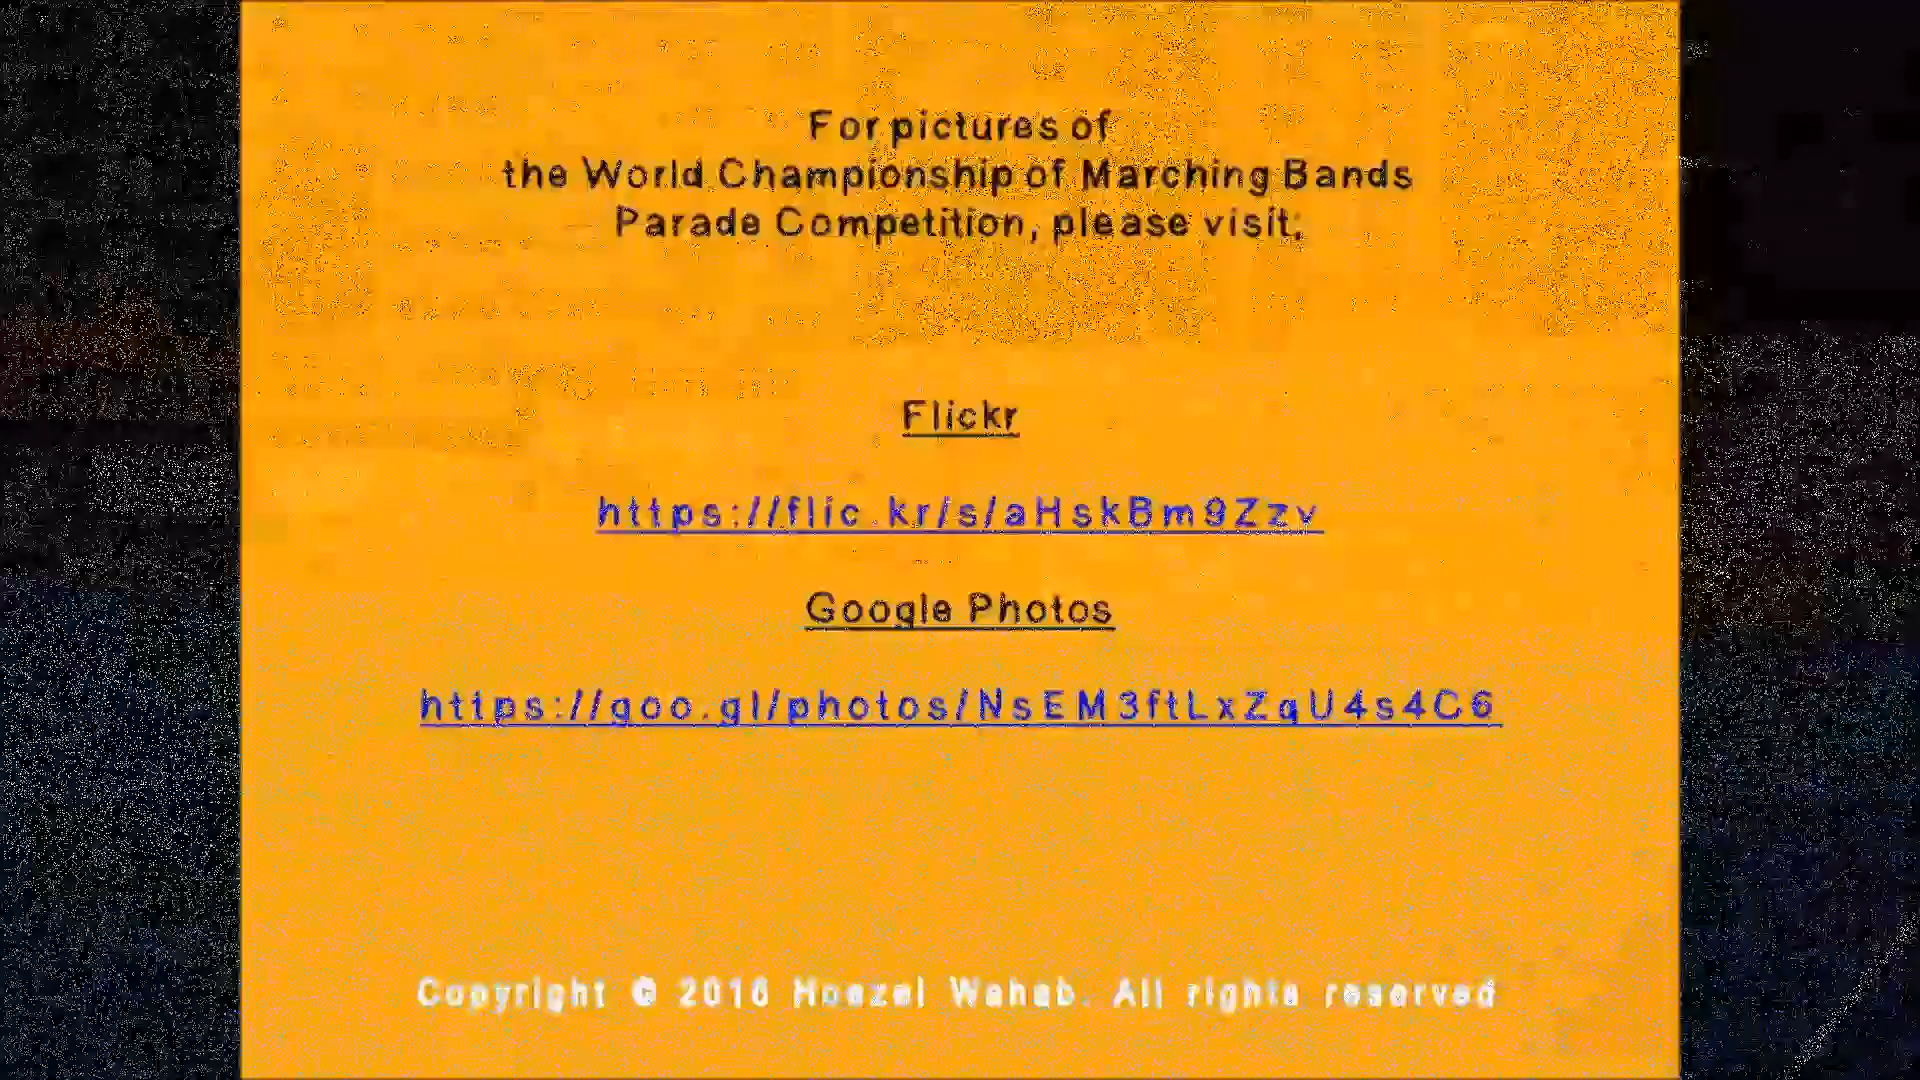 For pictures of
the World Championship of Marching Bands
Parade Competition, please visit;
Flickr
https://flic.kr/s/aHskBm9Zzv
Google Photos
https://goo.gl/photos/NsEM3ftLxZqU4s4C6
Copyright © 2016 Hoezel Wahab. All rights reserved